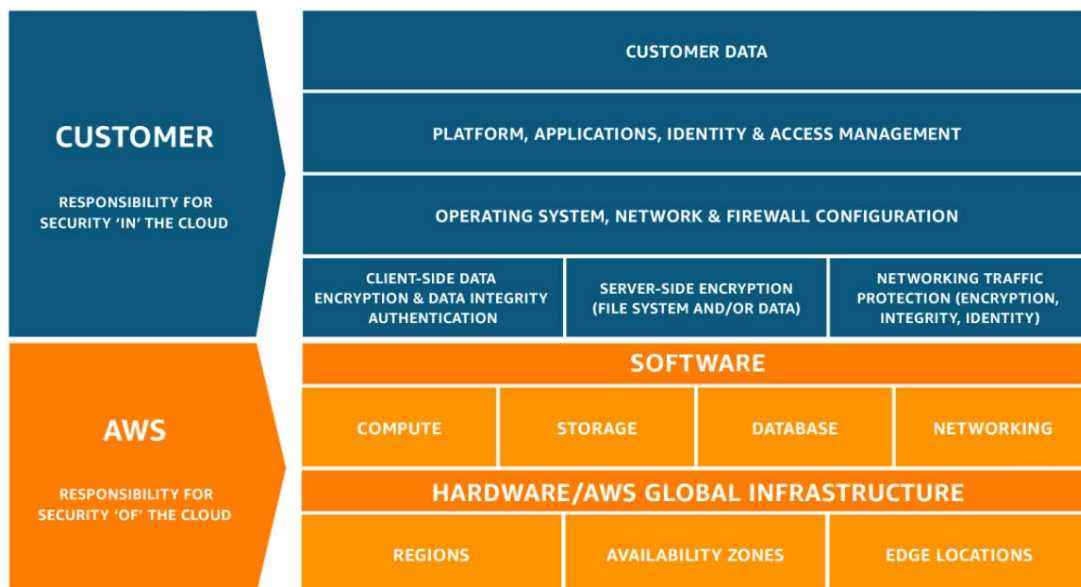 CUSTOMER
RESPONSIBILITY FOR
SECURITY ‘IN’ THE CLOUD
CUSTOMER DATA
PLATFORM, APPLICATIONS, IDENTITY & ACCESS MANAGEMENT
OPERATING SYSTEM, NETWORK & FIREWALL CONFIGURATION
CLIENT-SIDE DATA
ENCRYPTION & DATA INTEGRITY
AUTHENTICATION
SERVER-SIDE ENCRYPTION
(FILE SYSTEM AND/OR DATA)
NETWORKING TRAFFIC
PROTECTION (ENCRYPTION,
INTEGRITY, IDENTITY)
AWS
RESPONSIBILITY FOR
SECURITY ‘OF’ THE CLOUD
SOFTWARE
COMPUTE
STORAGE
DATABASE
NETWORKING
HARDWARE/AWS GLOBAL INFRASTRUCTURE
REGIONS
AVAILABILITY ZONES
EDGE LOCATIONS